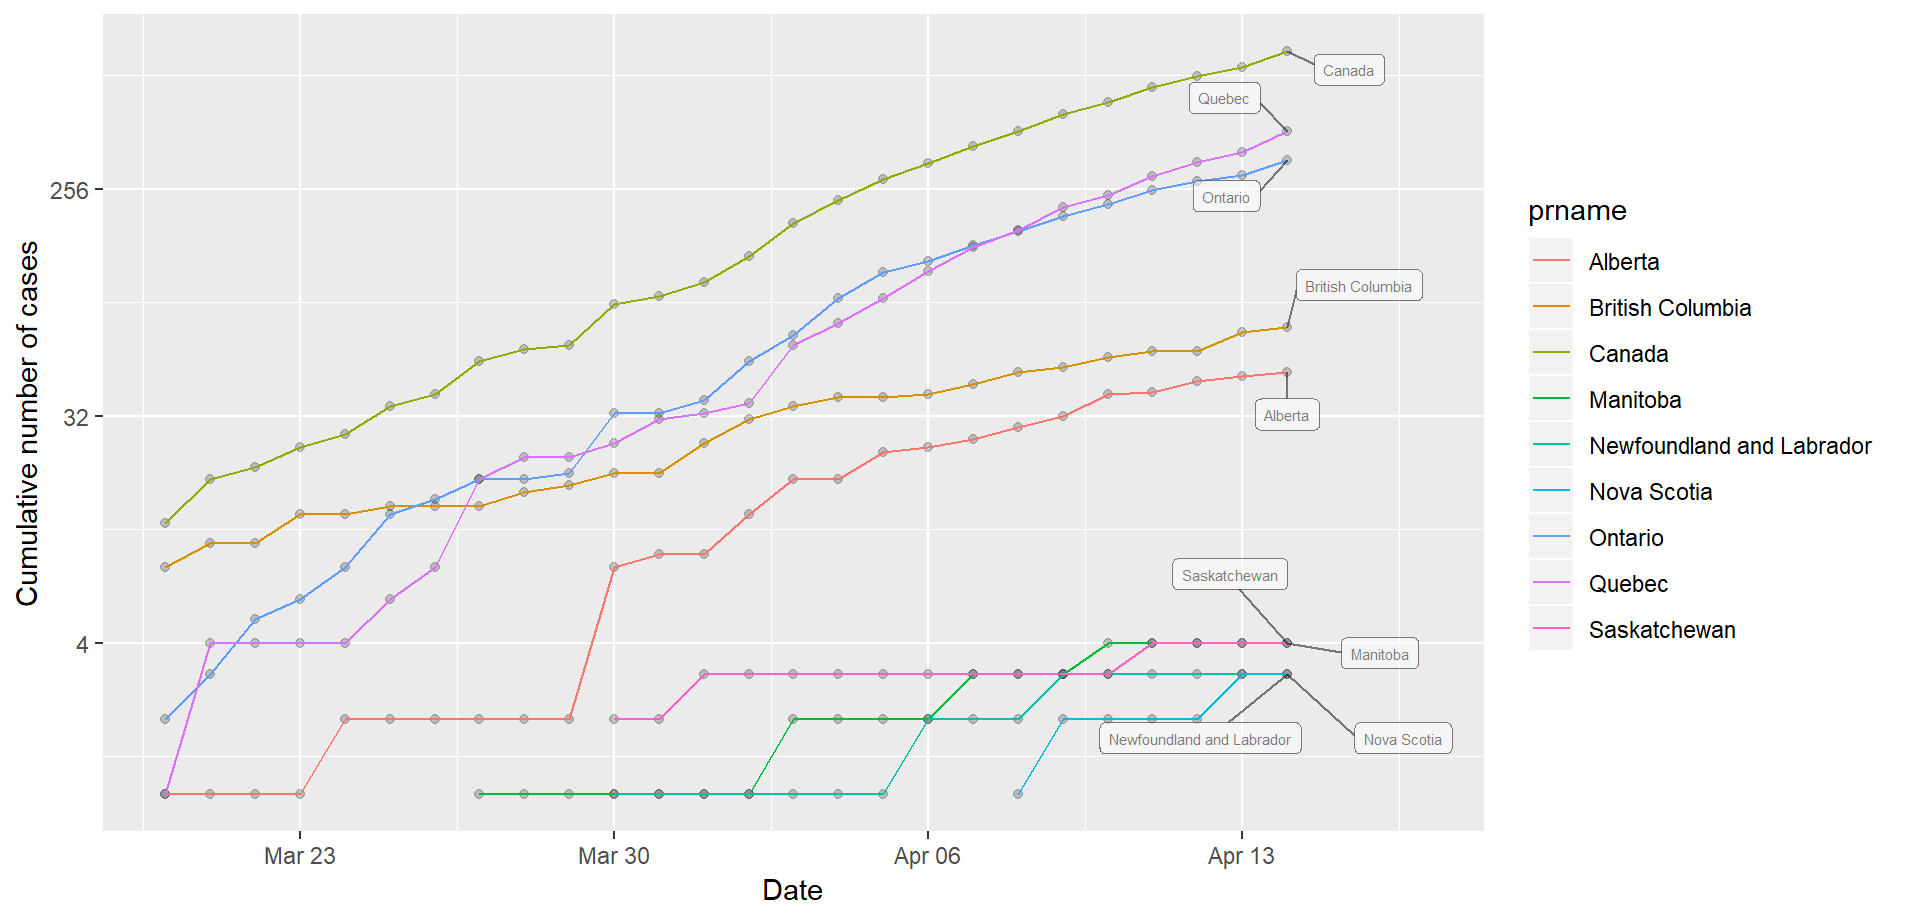 Cumulative number of cases
256
32
4
Canada
Quebec
Ontario
British Columbia
Alberta
Saskatchewan
Manitoba
Newfoundland and Labrador
Nova Scotia
Mar 23
Mar 30
Apr 06
Apr 13
Date
prname
Alberta
British Columbia
Canada
Manitoba
Newfoundland and Labrador
Nova Scotia
Ontario
Quebec
Saskatchewan